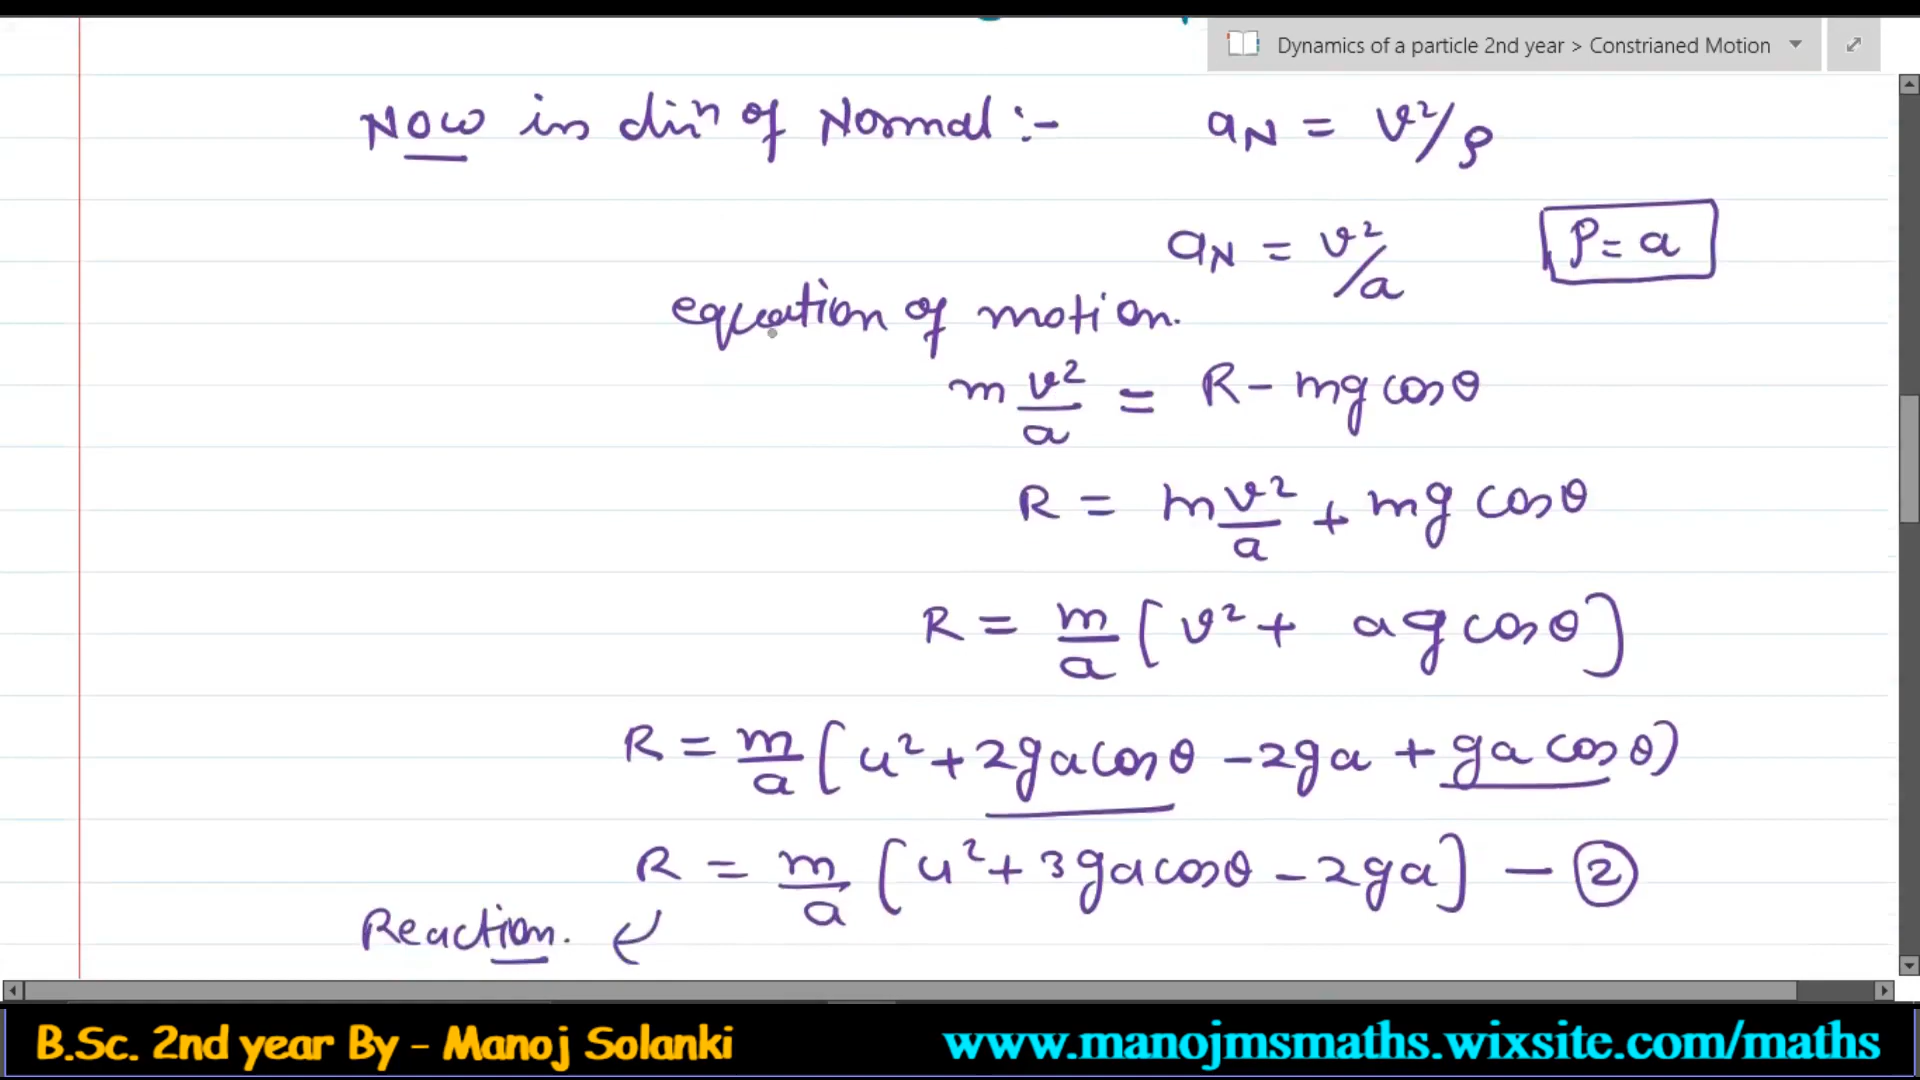 Dynamics of a particle 2nd year > Constrianed Motion
Now in dirⁿ of Normal :- aN = v²/ρ
aN = v²/a ρ = a
equation of motion.
m v²/a = R - mg cosθ
R = m v²/a + mg cosθ
R = m/a [v² + ag cosθ]
R = m/a (u² + 2ga cosθ - 2ga + ga cosθ)
R = m/a [u² + 3ga cosθ - 2ga] - ②
Reaction. ↙
B.Sc. 2nd year By - Manoj Solanki
www.manojmsmaths.wixsite.com/maths